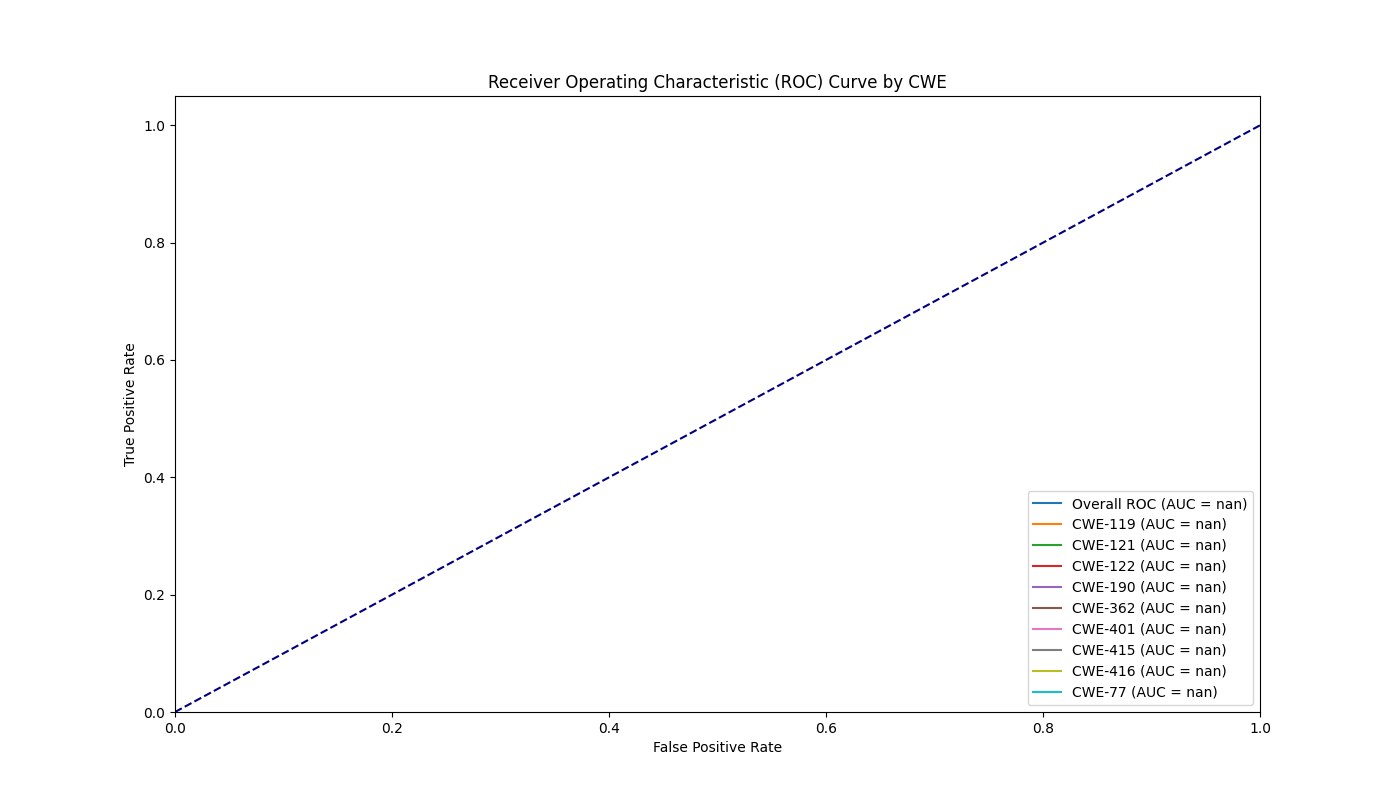 Receiver Operating Characteristic (ROC) Curve by CWE
1.0
0.8
0.6
0.4
0.2
0.0
True Positive Rate
0.0 0.2 0.4 0.6 0.8 1.0
False Positive Rate
Overall ROC (AUC = nan)
CWE-119 (AUC = nan)
CWE-121 (AUC = nan)
CWE-122 (AUC = nan)
CWE-190 (AUC = nan)
CWE-362 (AUC = nan)
CWE-401 (AUC = nan)
CWE-415 (AUC = nan)
CWE-416 (AUC = nan)
CWE-77 (AUC = nan)